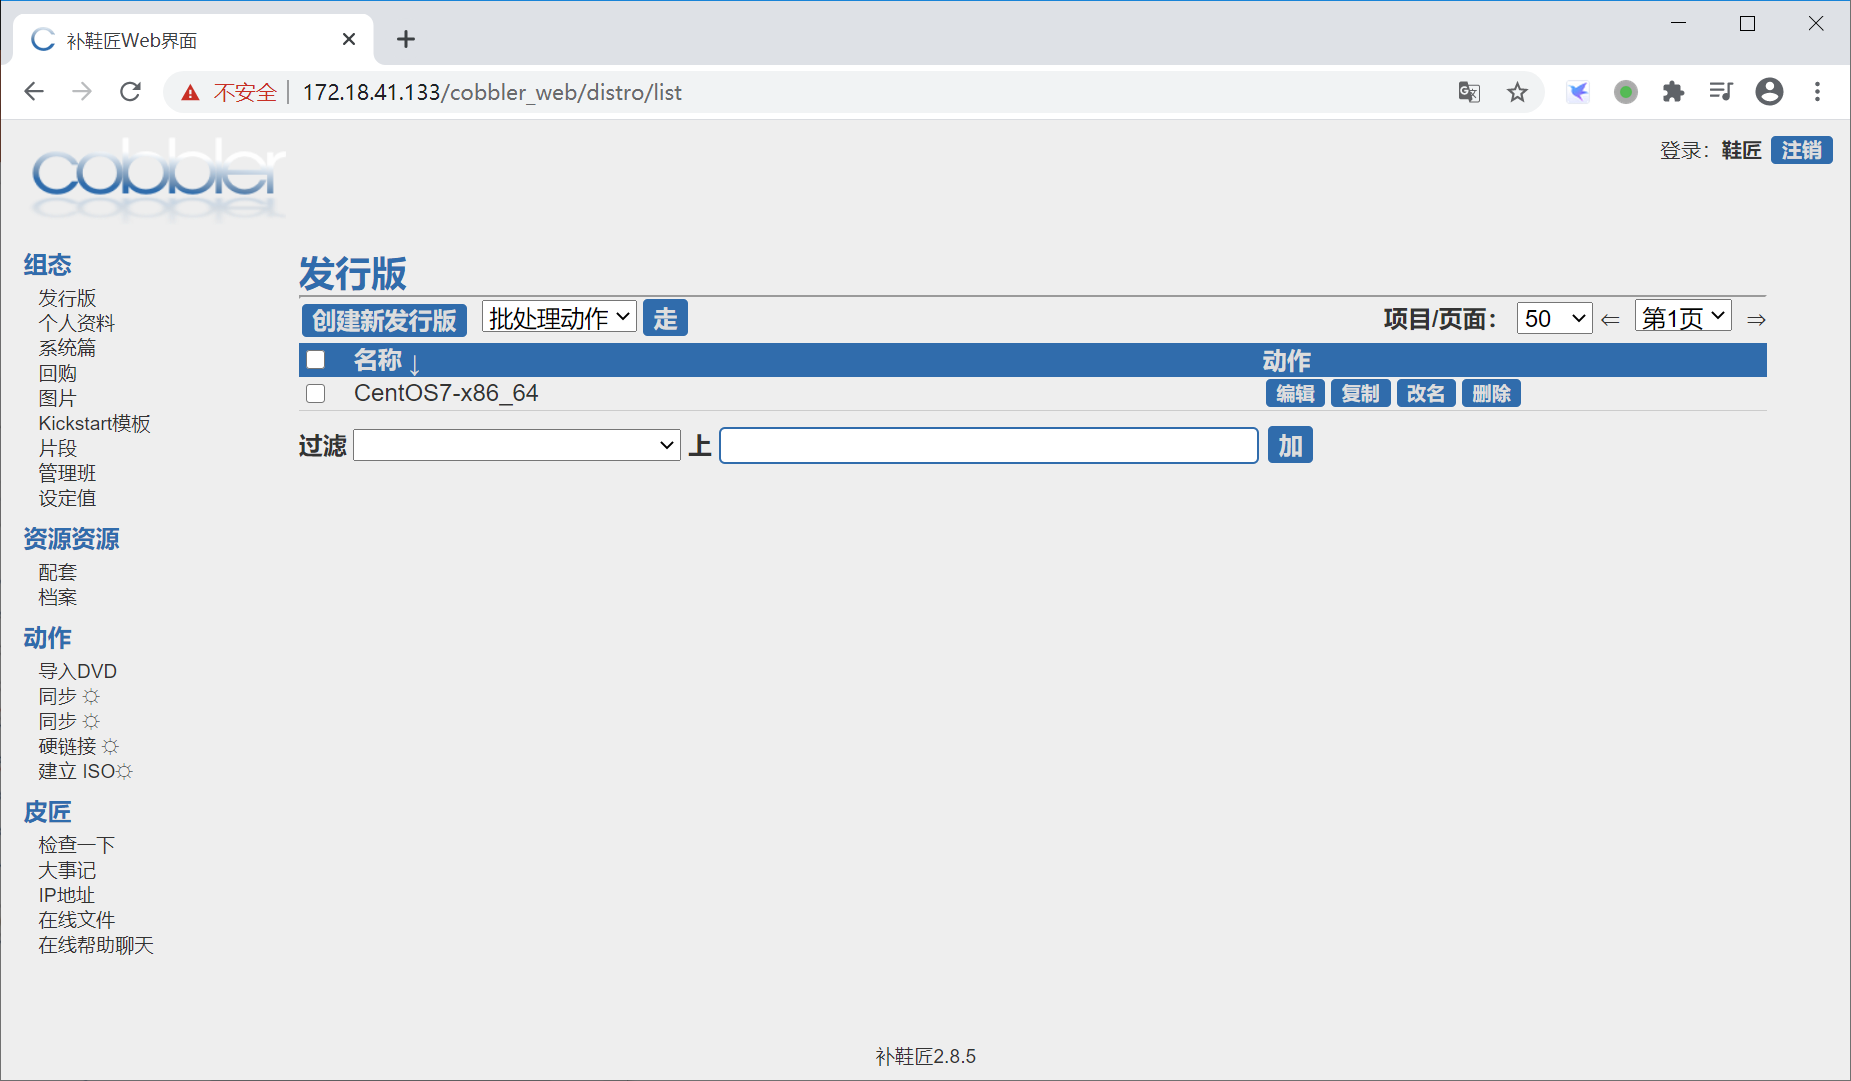 补鞋匠Web界面
不安全 172.18.41.133/cobbler_web/distro/list
cobbler
登录：鞋匠 注销
组态
发行版
个人资料
系统篇
回购
图片
Kickstart模板
片段
管理班
设定值
资源资源
配套
档案
动作
导入DVD
同步 ☼
同步 ☼
硬链接 ☼
建立 ISO☼
皮匠
检查一下
大事记
IP地址
在线文件
在线帮助聊天
发行版
创建新发行版 批处理动作 走 项目/页面： 50 ⇐ 第1页 ⇒
名称 ↓ 动作
CentOS7-x86_64 编辑 复制 改名 删除
过滤 上 加
补鞋匠2.8.5